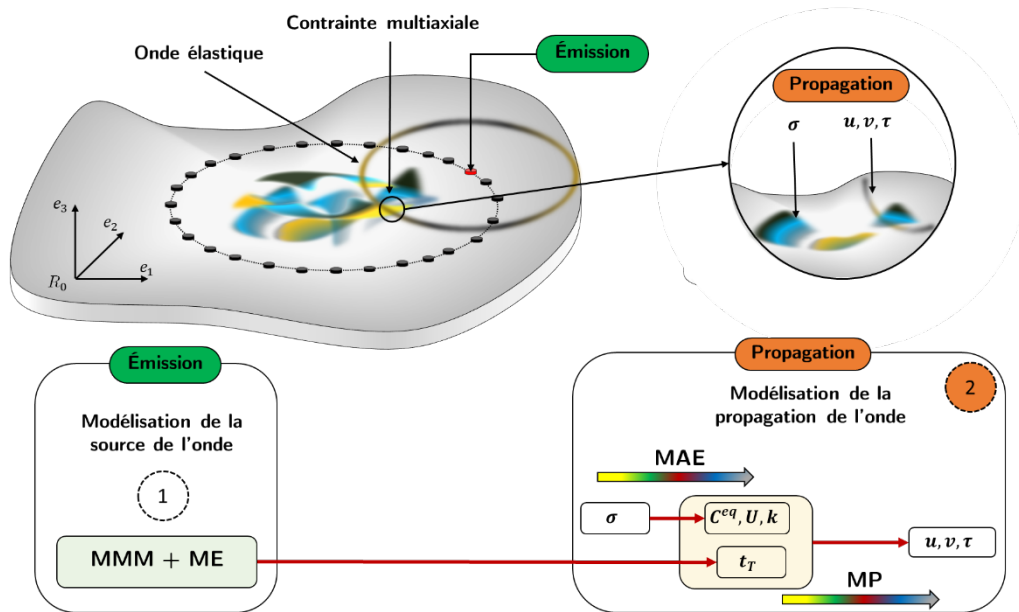 Contrainte multiaxiale
Onde élastique
Émission
Propagation
σ
u, v, τ
e₃
e₂
e₁
R₀
Émission
Modélisation de la
source de l'onde
1
MMM + ME
Propagation
2
Modélisation de la
propagation de l'onde
MAE
σ
C^{eq}, U, k
t_T
u, v, τ
MP